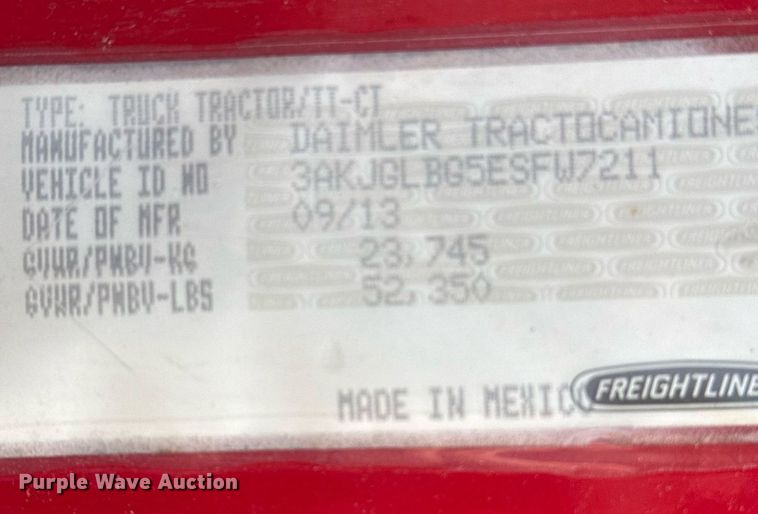 TYPE: TRUCK TRACTOR/TT-CT
MANUFACTURED BY DAIMLER TRACTOCAMIONES
VEHICLE ID NO 3AKJGLBG5ESFW7211
DATE OF MFR 09/13
GVWR/PNBV-KG 23,745
GVWR/PNBV-LBS 52,350
MADE IN MEXICO
FREIGHTLINE
Purple Wave Auction